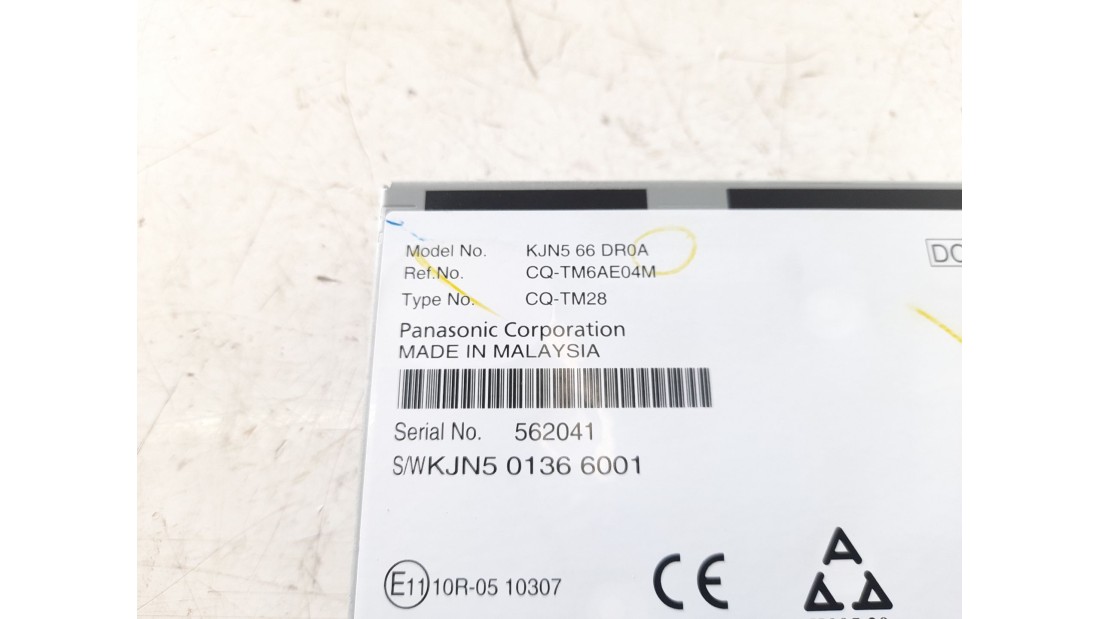 Model No. KJN5 66 DR0A
Ref.No. CQ-TM6AE04M
Type No. CQ-TM28
DC
Panasonic Corporation
MADE IN MALAYSIA
Serial No. 562041
S/WKJN5 0136 6001
E11 10R-05 10307
CE
A